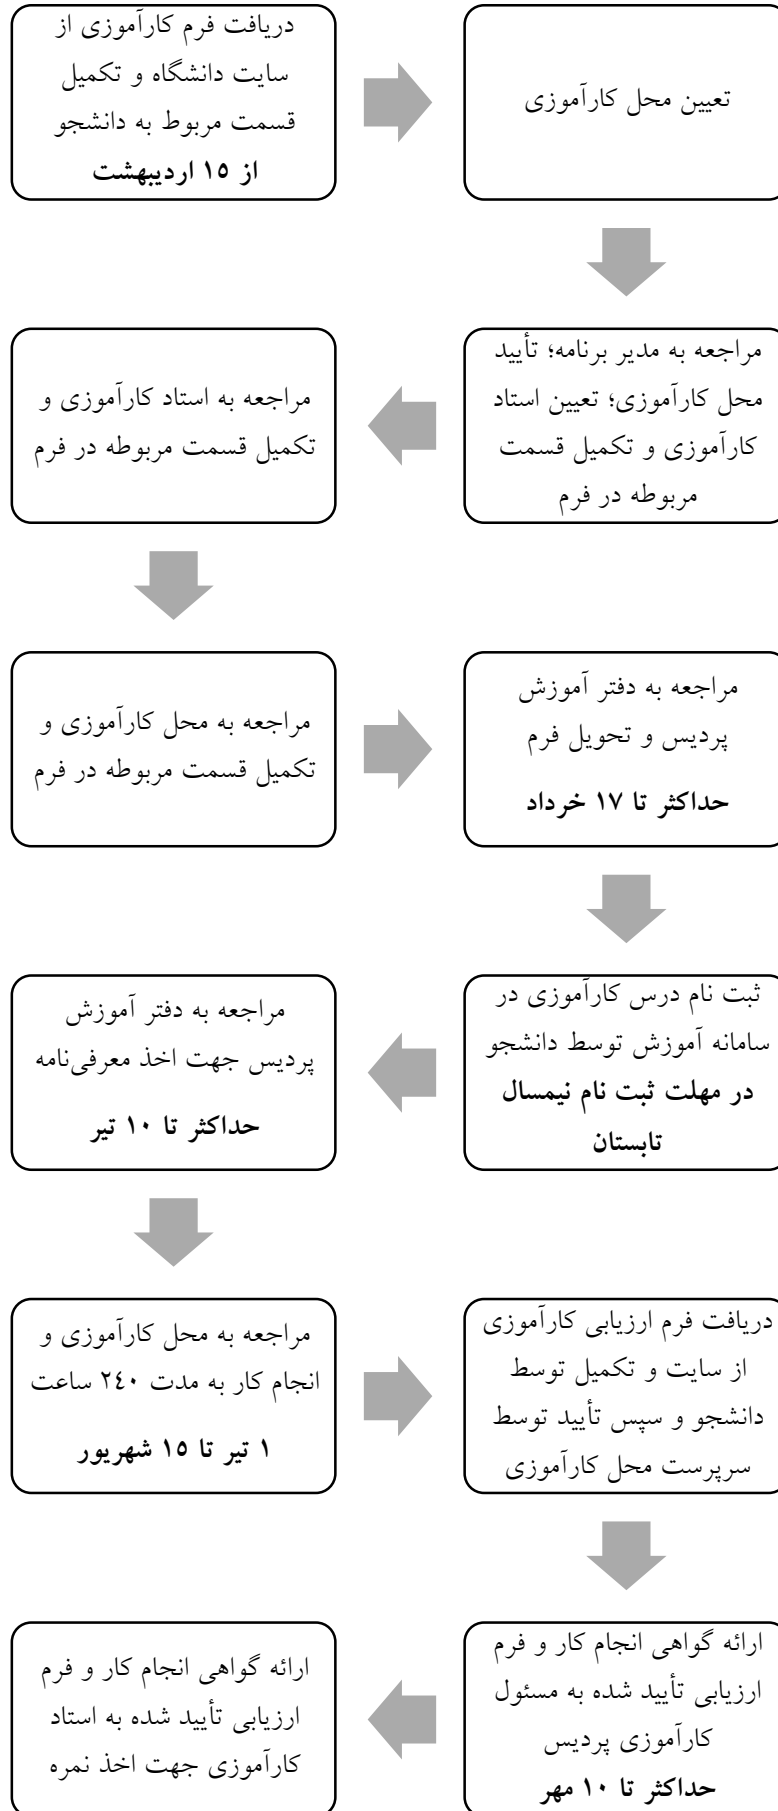 دریافت فرم کارآموزی از
سایت دانشگاه و تکمیل
قسمت مربوط به دانشجو
از ۱۵ اردیبهشت
تعیین محل کارآموزی
مراجعه به مدیر برنامه؛ تأیید
محل کارآموزی؛ تعیین استاد
کارآموزی و تکمیل قسمت
مربوطه در فرم
مراجعه به استاد کارآموزی و
تکمیل قسمت مربوطه در فرم
مراجعه به محل کارآموزی و
تکمیل قسمت مربوطه در فرم
مراجعه به دفتر آموزش
پردیس و تحویل فرم
حداکثر تا ۱۷ خرداد
ثبت نام درس کارآموزی در
سامانه آموزش توسط دانشجو
در مهلت ثبت نام نیمسال
تابستان
مراجعه به دفتر آموزش
پردیس جهت اخذ معرفی‌نامه
حداکثر تا ۱۰ تیر
مراجعه به محل کارآموزی و
انجام کار به مدت ۲٤۰ ساعت
۱ تیر تا ۱۵ شهریور
دریافت فرم ارزیابی کارآموزی
از سایت و تکمیل توسط
دانشجو و سپس تأیید توسط
سرپرست محل کارآموزی
ارائه گواهی انجام کار و فرم
ارزیابی تأیید شده به مسئول
کارآموزی پردیس
حداکثر تا ۱۰ مهر
ارائه گواهی انجام کار و فرم
ارزیابی تأیید شده به استاد
کارآموزی جهت اخذ نمره